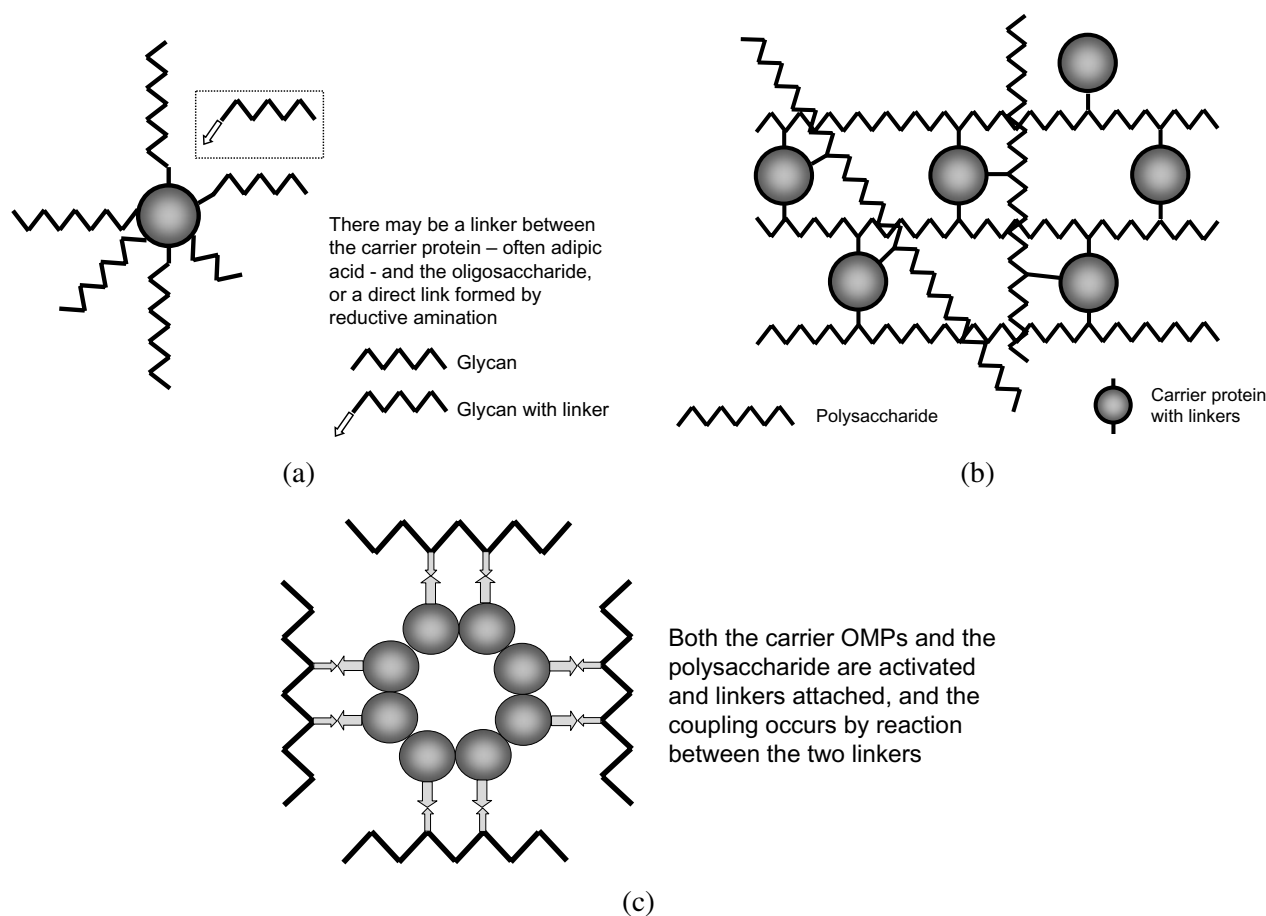 There may be a linker between
the carrier protein – often adipic
acid - and the oligosaccharide,
or a direct link formed by
reductive amination
Glycan
Glycan with linker
(a)
Polysaccharide
Carrier protein
with linkers
(b)
Both the carrier OMPs and the
polysaccharide are activated
and linkers attached, and the
coupling occurs by reaction
between the two linkers
(c)